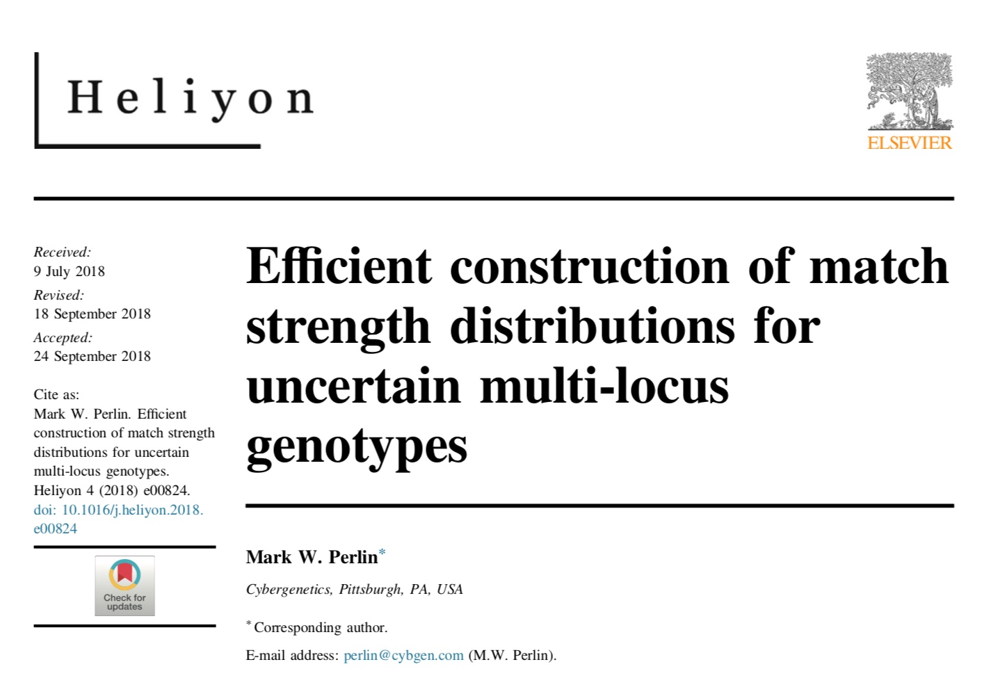 Heliyon
ELSEVIER
Received:
9 July 2018
Revised:
18 September 2018
Accepted:
24 September 2018
Cite as:
Mark W. Perlin. Efficient
construction of match strength
distributions for uncertain
multi-locus genotypes.
Heliyon 4 (2018) e00824.
doi: 10.1016/j.heliyon.2018.
e00824
Check for
updates
Efficient construction of match
strength distributions for
uncertain multi-locus
genotypes
Mark W. Perlin*
Cybergenetics, Pittsburgh, PA, USA
* Corresponding author.
E-mail address: perlin@cybgen.com (M.W. Perlin).